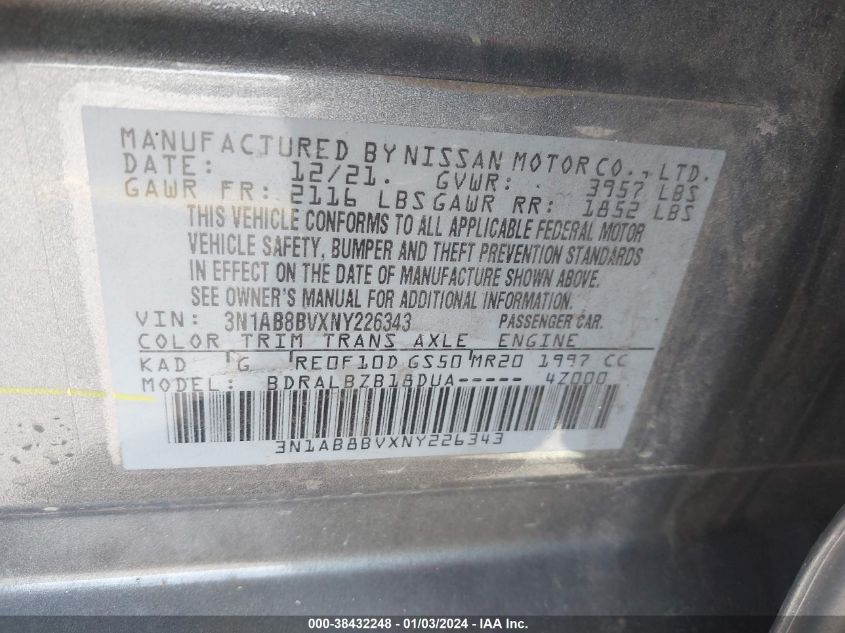 MANUFACTURED BY NISSAN MOTOR CO., LTD.
DATE: 12/21. GVWR: 3957 LBS
GAWR FR: 2116 LBS GAWR RR: 1852 LBS
THIS VEHICLE CONFORMS TO ALL APPLICABLE FEDERAL MOTOR
VEHICLE SAFETY, BUMPER AND THEFT PREVENTION STANDARDS
IN EFFECT ON THE DATE OF MANUFACTURE SHOWN ABOVE.
SEE OWNER'S MANUAL FOR ADDITIONAL INFORMATION.
VIN: 3N1AB8BVXNY226343 PASSENGER CAR.
COLOR TRIM TRANS AXLE ENGINE
KAD G RE0F10D GS50 MR20 1997 CC
MODEL: BDRALBZB18DUA----- 4Z000
3N1AB8BVXNY226343
000-38432248 - 01/03/2024 - IAA Inc.